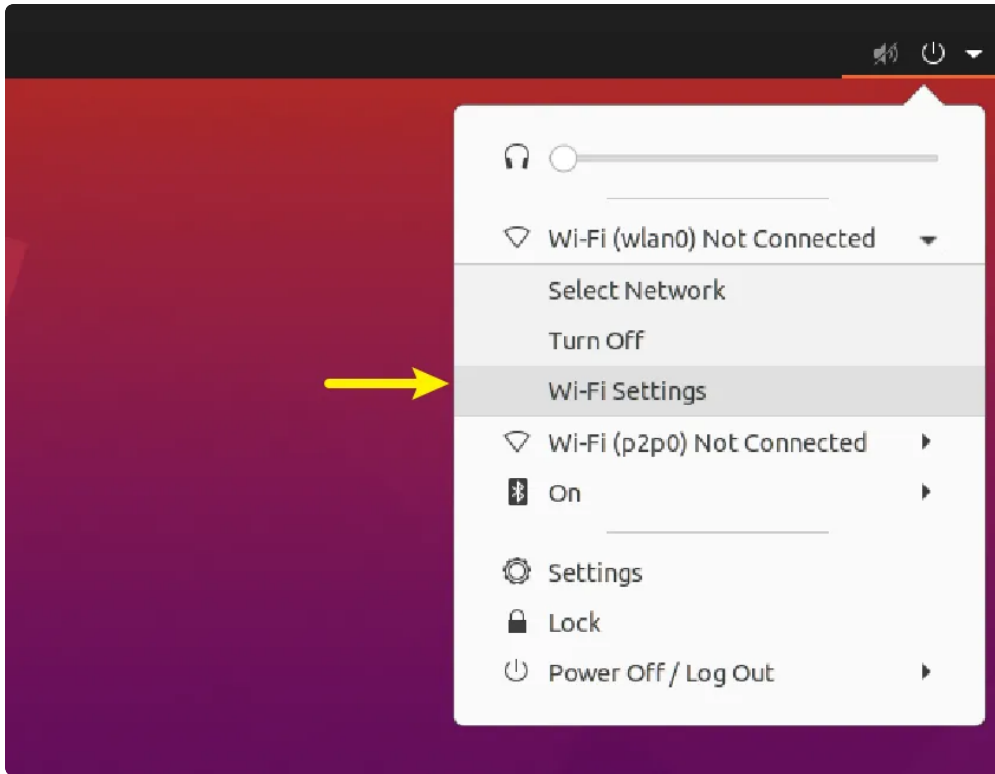 Wi-Fi (wlan0) Not Connected
Select Network
Turn Off
Wi-Fi Settings
Wi-Fi (p2p0) Not Connected
On
Settings
Lock
Power Off / Log Out